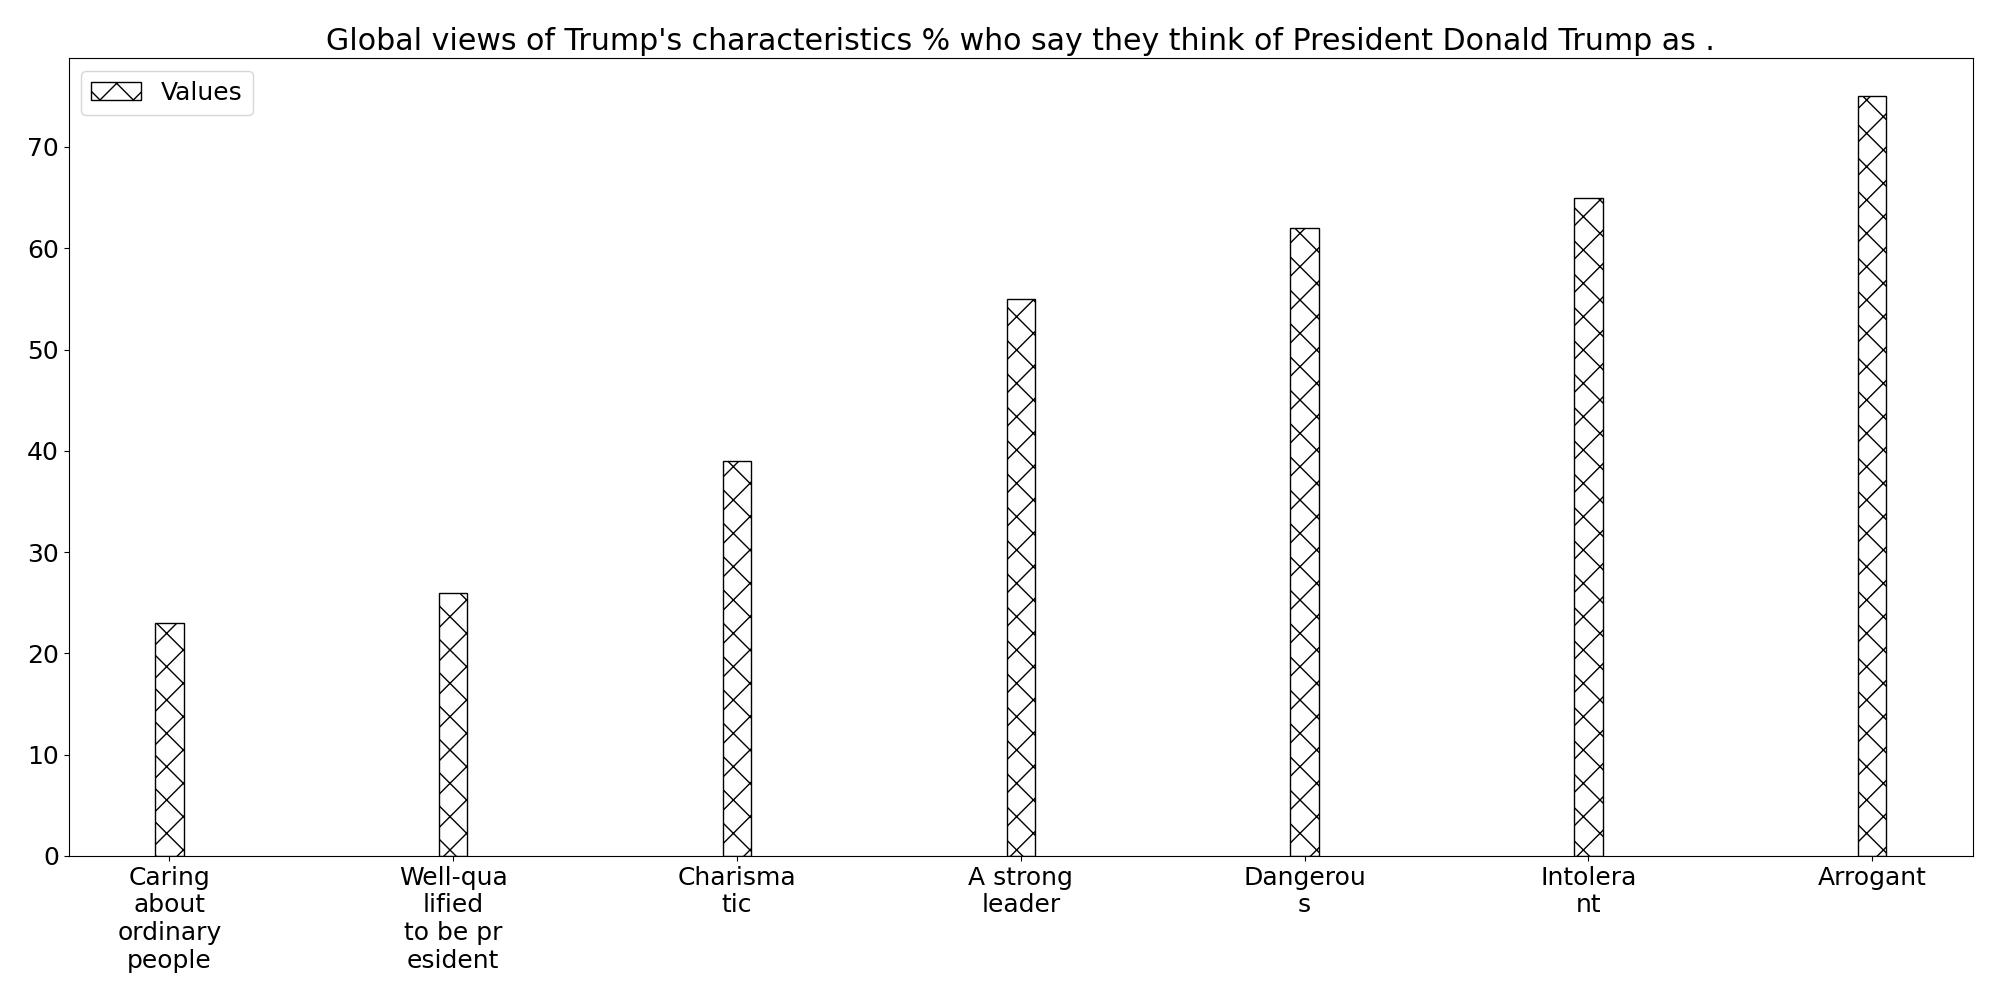 Global views of Trump's characteristics % who say they think of President Donald Trump as .
Values
70
60
50
40
30
20
10
0
Caring
about
ordinary
people
Well-qua
lified
to be pr
esident
Charisma
tic
A strong
leader
Dangerou
s
Intolera
nt
Arrogant